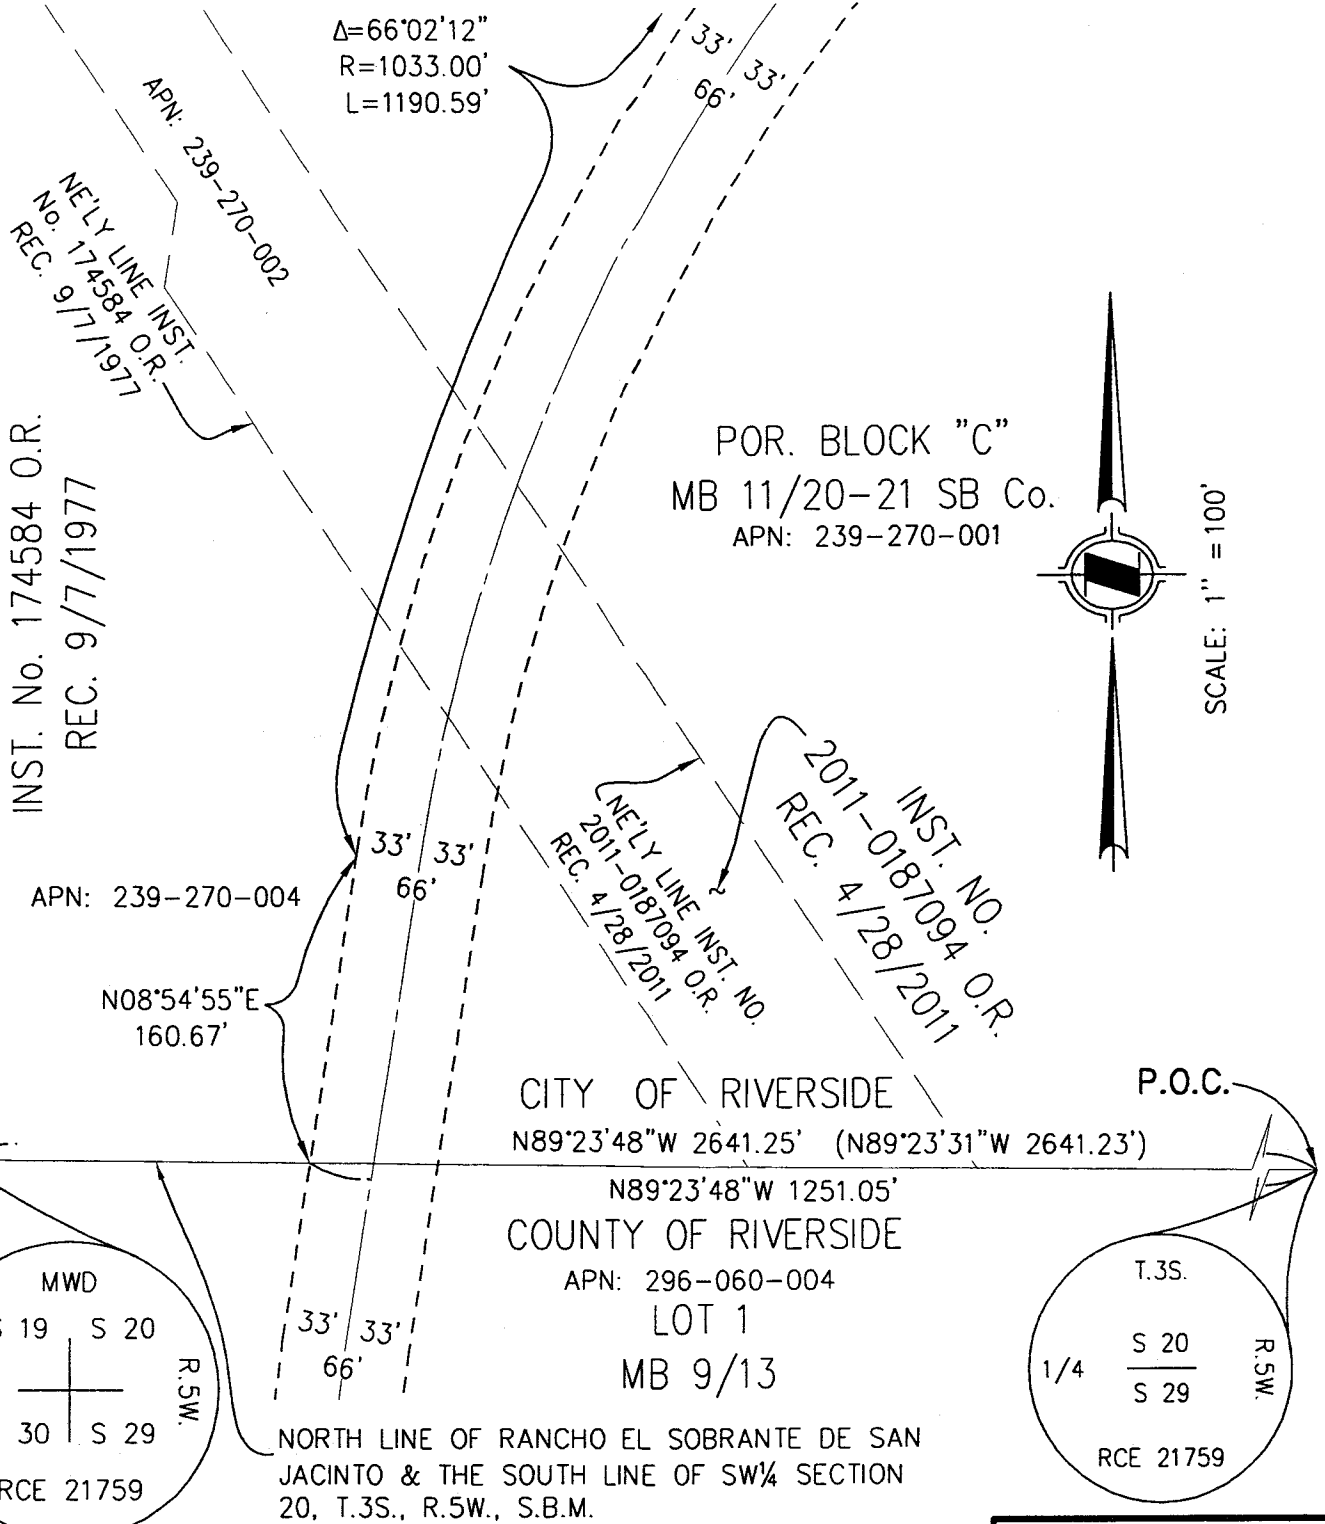 Δ=66°02'12"
R=1033.00'
L=1190.59'
33'
33'
66'
APN: 239-270-002
NE'LY LINE INST.
No. 174584 O.R.
REC. 9/7/1977
INST. No. 174584 O.R.
REC. 9/7/1977
POR. BLOCK "C"
MB 11/20-21 SB Co.
APN: 239-270-001
SCALE: 1" = 100'
INST. NO.
2011-0187094 O.R.
REC. 4/28/2011
NE'LY LINE INST. NO.
2011-0187094 O.R.
REC. 4/28/2011
33' 33'
66'
APN: 239-270-004
N08°54'55"E
160.67'
CITY OF RIVERSIDE
N89°23'48"W 2641.25' (N89°23'31"W 2641.23')
P.O.C.
N89°23'48"W 1251.05'
COUNTY OF RIVERSIDE
APN: 296-060-004
LOT 1
MB 9/13
33' 33'
66'
MWD
S 19 S 20
R.5W.
30 S 29
RCE 21759
T.3S.
S 20
1/4
S 29
R.5W.
RCE 21759
NORTH LINE OF RANCHO EL SOBRANTE DE SAN
JACINTO & THE SOUTH LINE OF SW¼ SECTION
20, T.3S., R.5W., S.B.M.